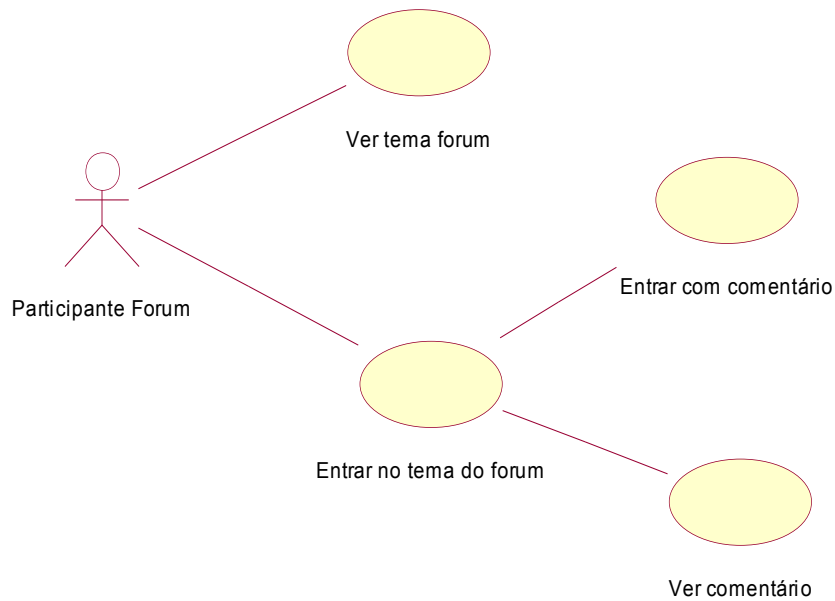 Ver tema forum
Participante Forum
Entrar com comentário
Entrar no tema do forum
Ver comentário